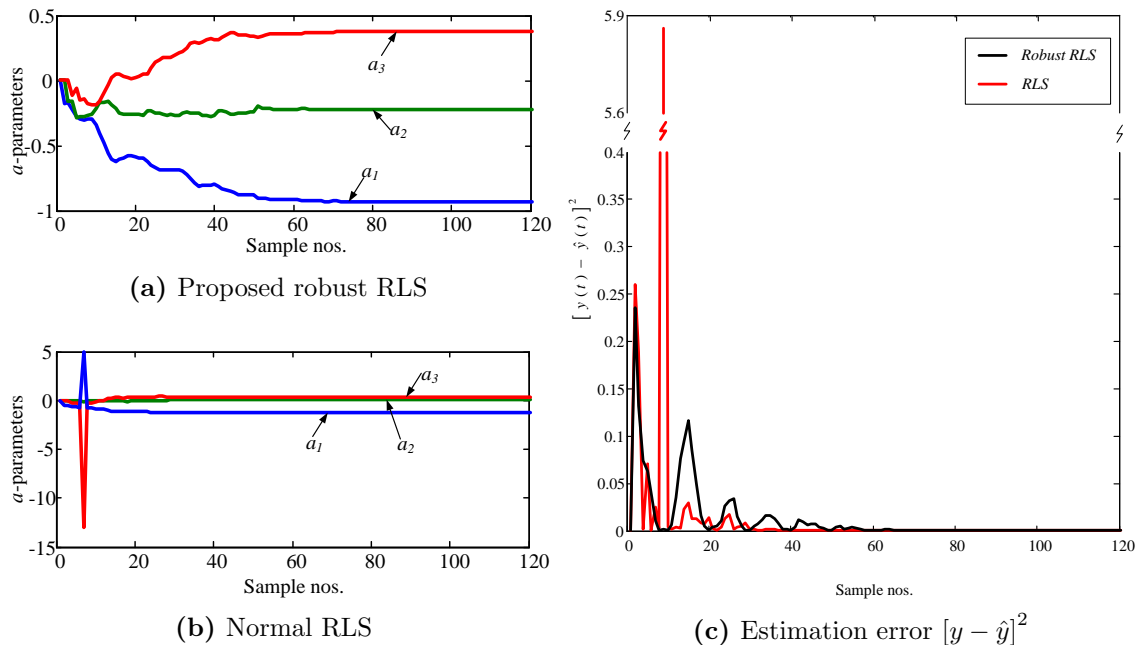 0.5
0
-0.5
-1
a-parameters
a3
a2
a1
0 20 40 60 80 100 120
Sample nos.
(a) Proposed robust RLS
5
0
-5
-10
-15
a-parameters
a3
a1
a2
0 20 40 60 80 100 120
Sample nos.
(b) Normal RLS
5.9
5.6
0.4
0.35
0.3
0.25
0.2
0.15
0.1
0.05
0
[ y(t) − ŷ(t) ]²
Robust RLS
RLS
0 20 40 60 80 100 120
Sample nos.
(c) Estimation error [y − ŷ]²